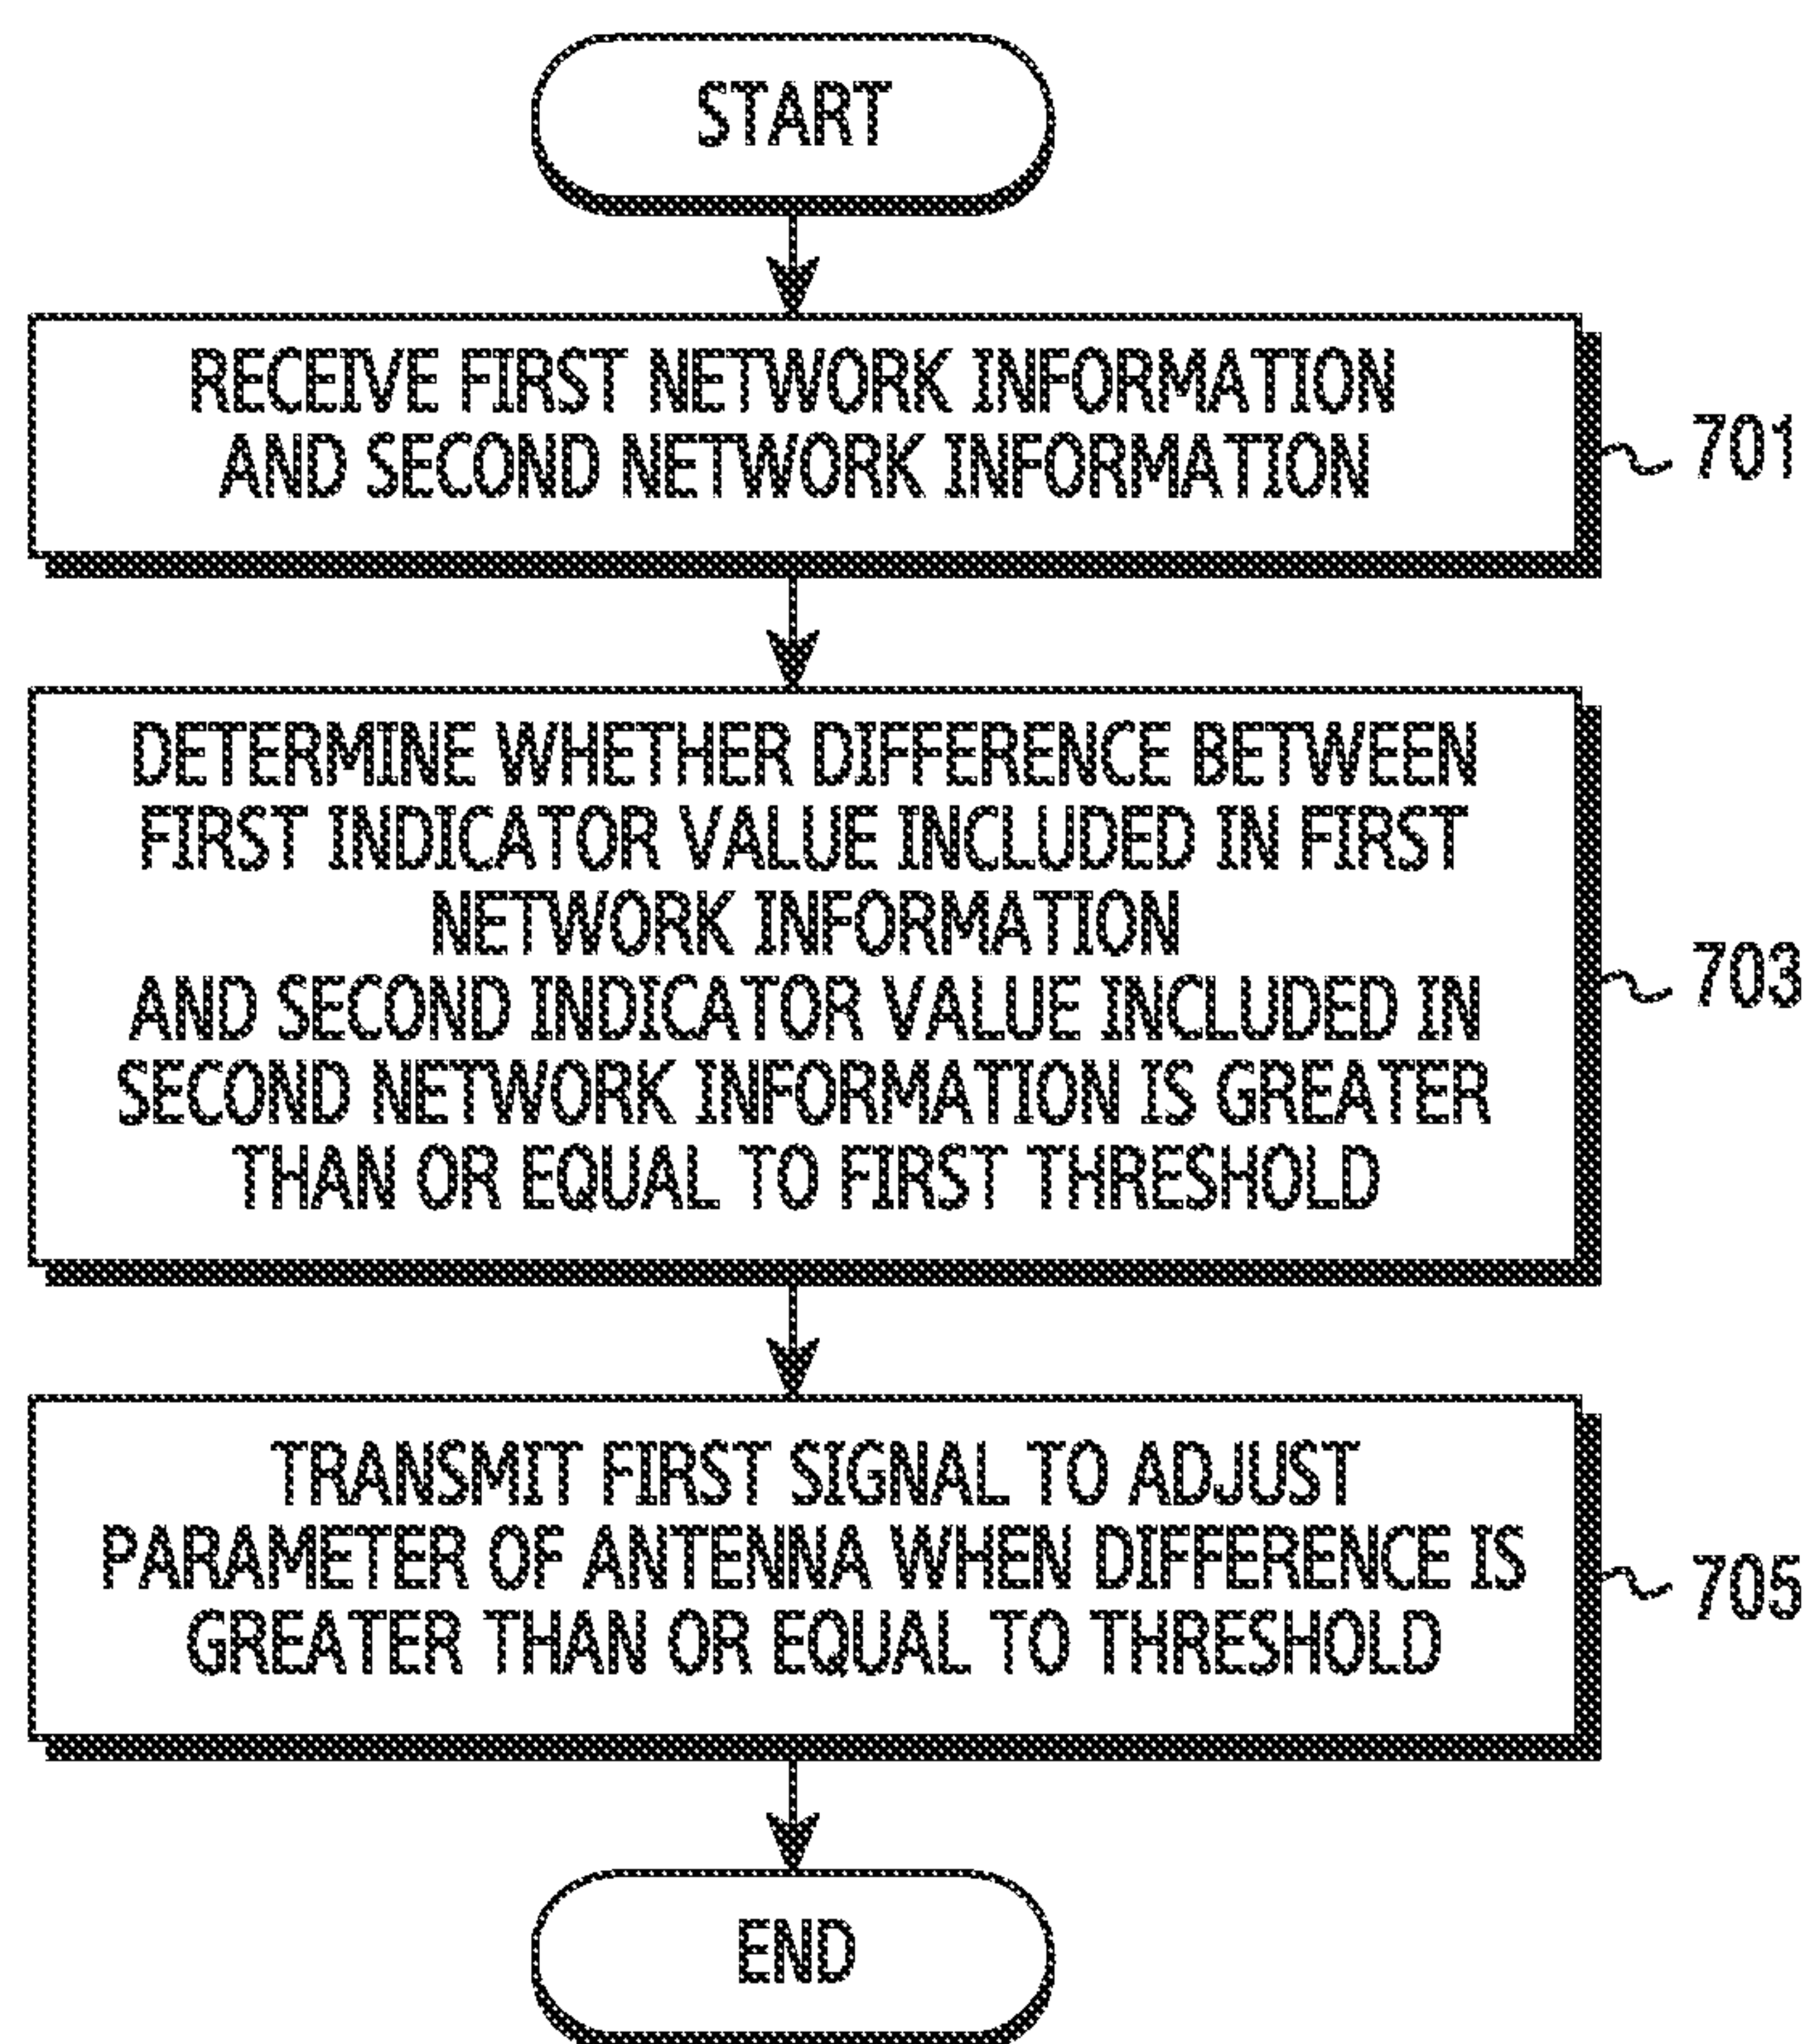 START
RECEIVE FIRST NETWORK INFORMATION
AND SECOND NETWORK INFORMATION
701
DETERMINE WHETHER DIFFERENCE BETWEEN
FIRST INDICATOR VALUE INCLUDED IN FIRST
NETWORK INFORMATION
AND SECOND INDICATOR VALUE INCLUDED IN
SECOND NETWORK INFORMATION IS GREATER
THAN OR EQUAL TO FIRST THRESHOLD
703
TRANSMIT FIRST SIGNAL TO ADJUST
PARAMETER OF ANTENNA WHEN DIFFERENCE IS
GREATER THAN OR EQUAL TO THRESHOLD
705
END